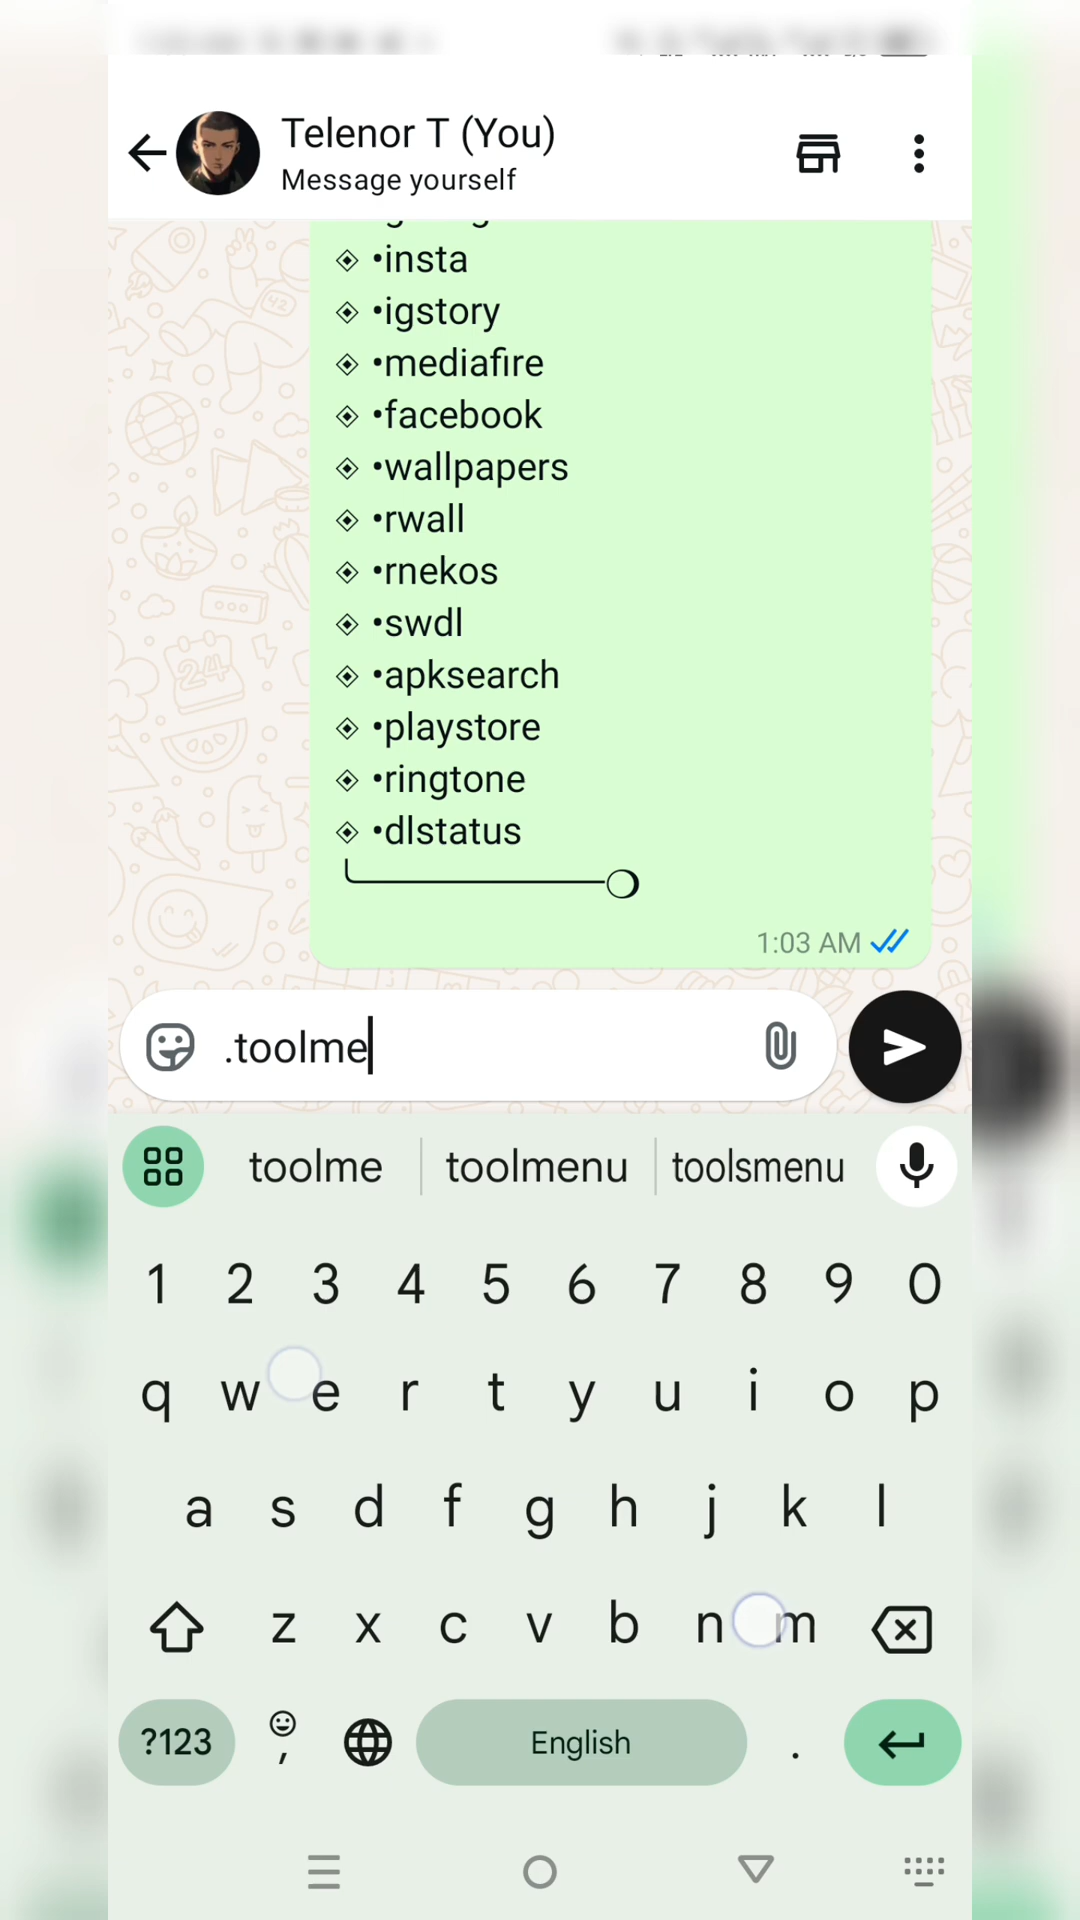 Telenor T (You)
Message yourself
•insta
•igstory
•mediafire
•facebook
•wallpapers
•rwall
•rnekos
•swdl
•apksearch
•playstore
•ringtone
•dlstatus
1:03 AM
.toolme
toolme toolmenu toolsmenu
1 2 3 4 5 6 7 8 9 0
q w e r t y u i o p
a s d f g h j k l
z x c v b n m
?123 , English .